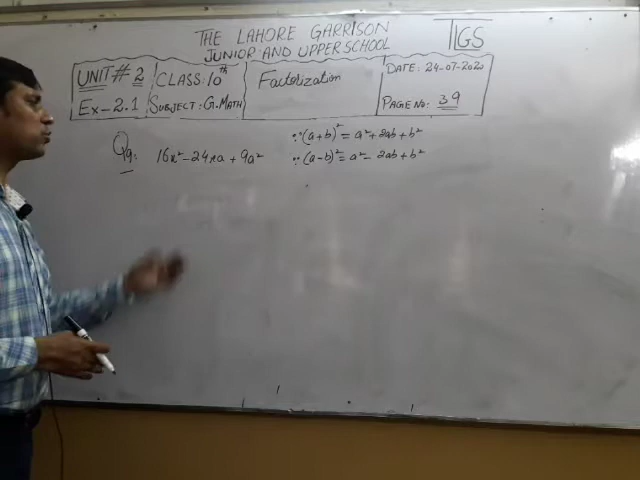 THE LAHORE GARRISON
JUNIOR AND UPPER SCHOOL
TLGS
UNIT # 2
Ex-2.1
CLASS: 10th
SUBJECT: G.MATH
Factorization
DATE: 24-07-2020
PAGE NO: 39
Q9: 16x² - 24xa + 9a²
∵ (a+b)² = a² + 2ab + b²
∵ (a-b)² = a² - 2ab + b²